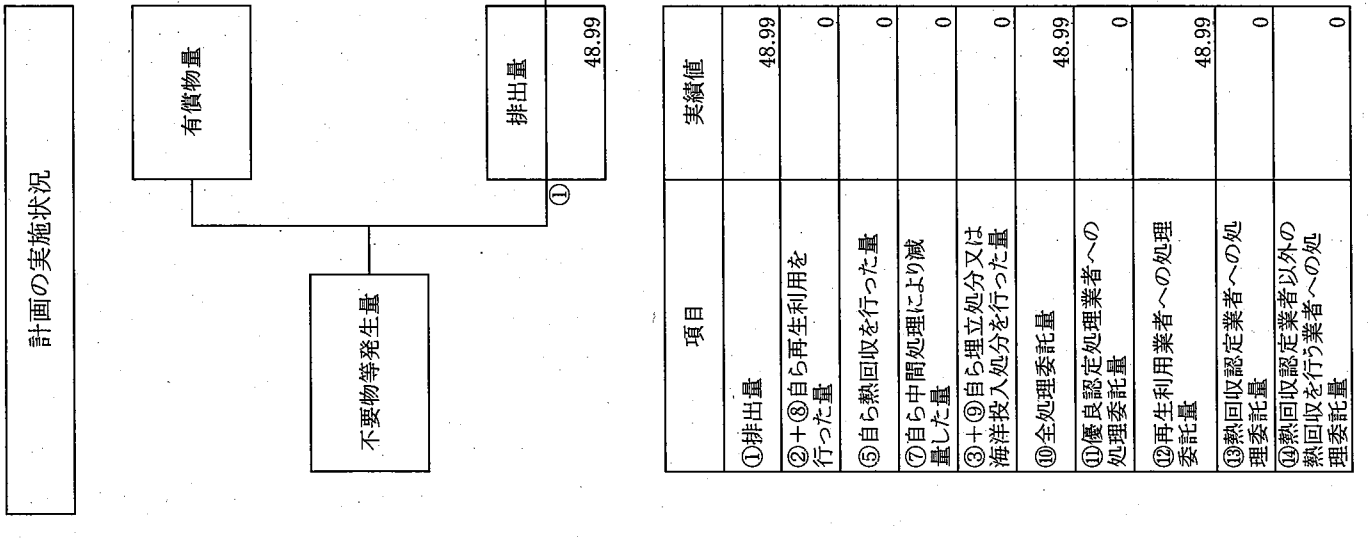 計画の実施状況
有償物量
不要物等発生量
排出量
①
48.99
項目
実績値
①排出量
48.99
②+⑧自ら再生利用を
行った量
0
⑤自ら熱回収を行った量
0
⑦自ら中間処理により減
量した量
0
③+⑨自ら埋立処分又は
海洋投入処分を行った量
0
⑩全処理委託量
48.99
⑪優良認定処理業者への
処理委託量
0
⑫再生利用業者への処理
委託量
48.99
⑬熱回収認定業者への処
理委託量
0
⑭熱回収認定業者以外の
熱回収を行う業者への処
理委託量
0